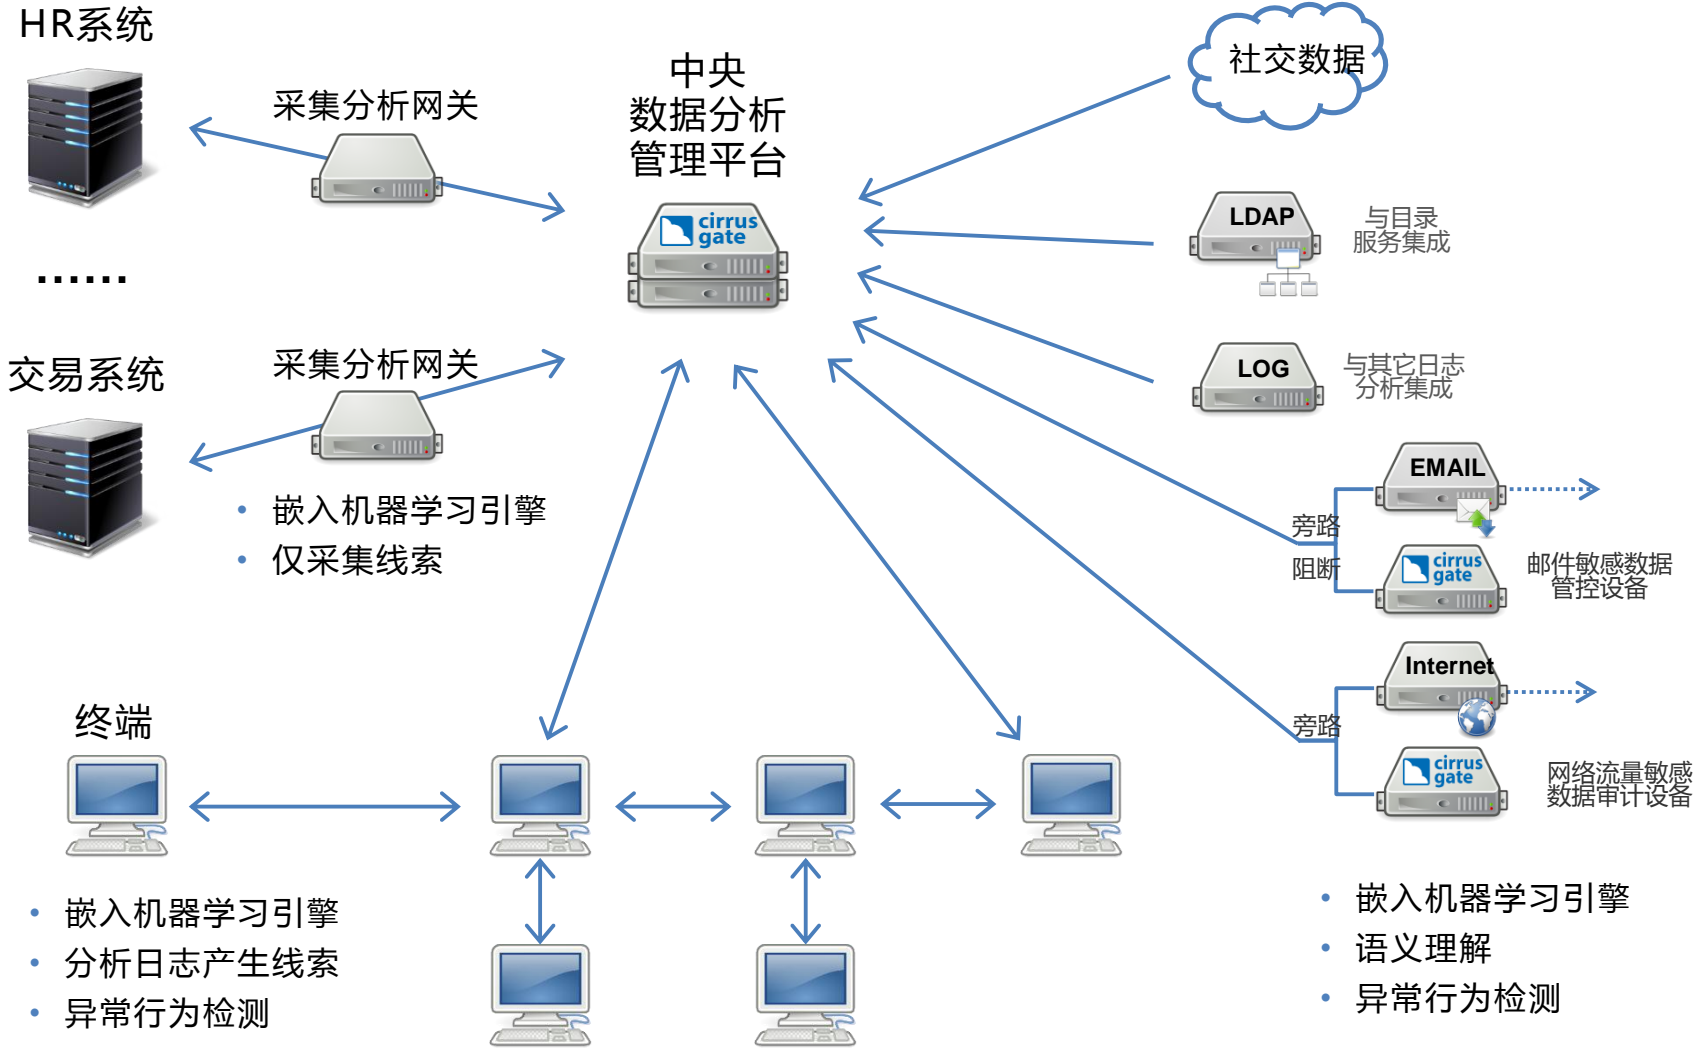 HR系统
采集分析网关
中央
数据分析
管理平台
cirrus
gate
社交数据
LDAP
与目录
服务集成
......
交易系统
采集分析网关
LOG
与其它日志
分析集成
• 嵌入机器学习引擎
• 仅采集线索
EMAIL
旁路
阻断
cirrus
gate
邮件敏感数据
管控设备
Internet
旁路
cirrus
gate
网络流量敏感
数据审计设备
终端
• 嵌入机器学习引擎
• 分析日志产生线索
• 异常行为检测
• 嵌入机器学习引擎
• 语义理解
• 异常行为检测